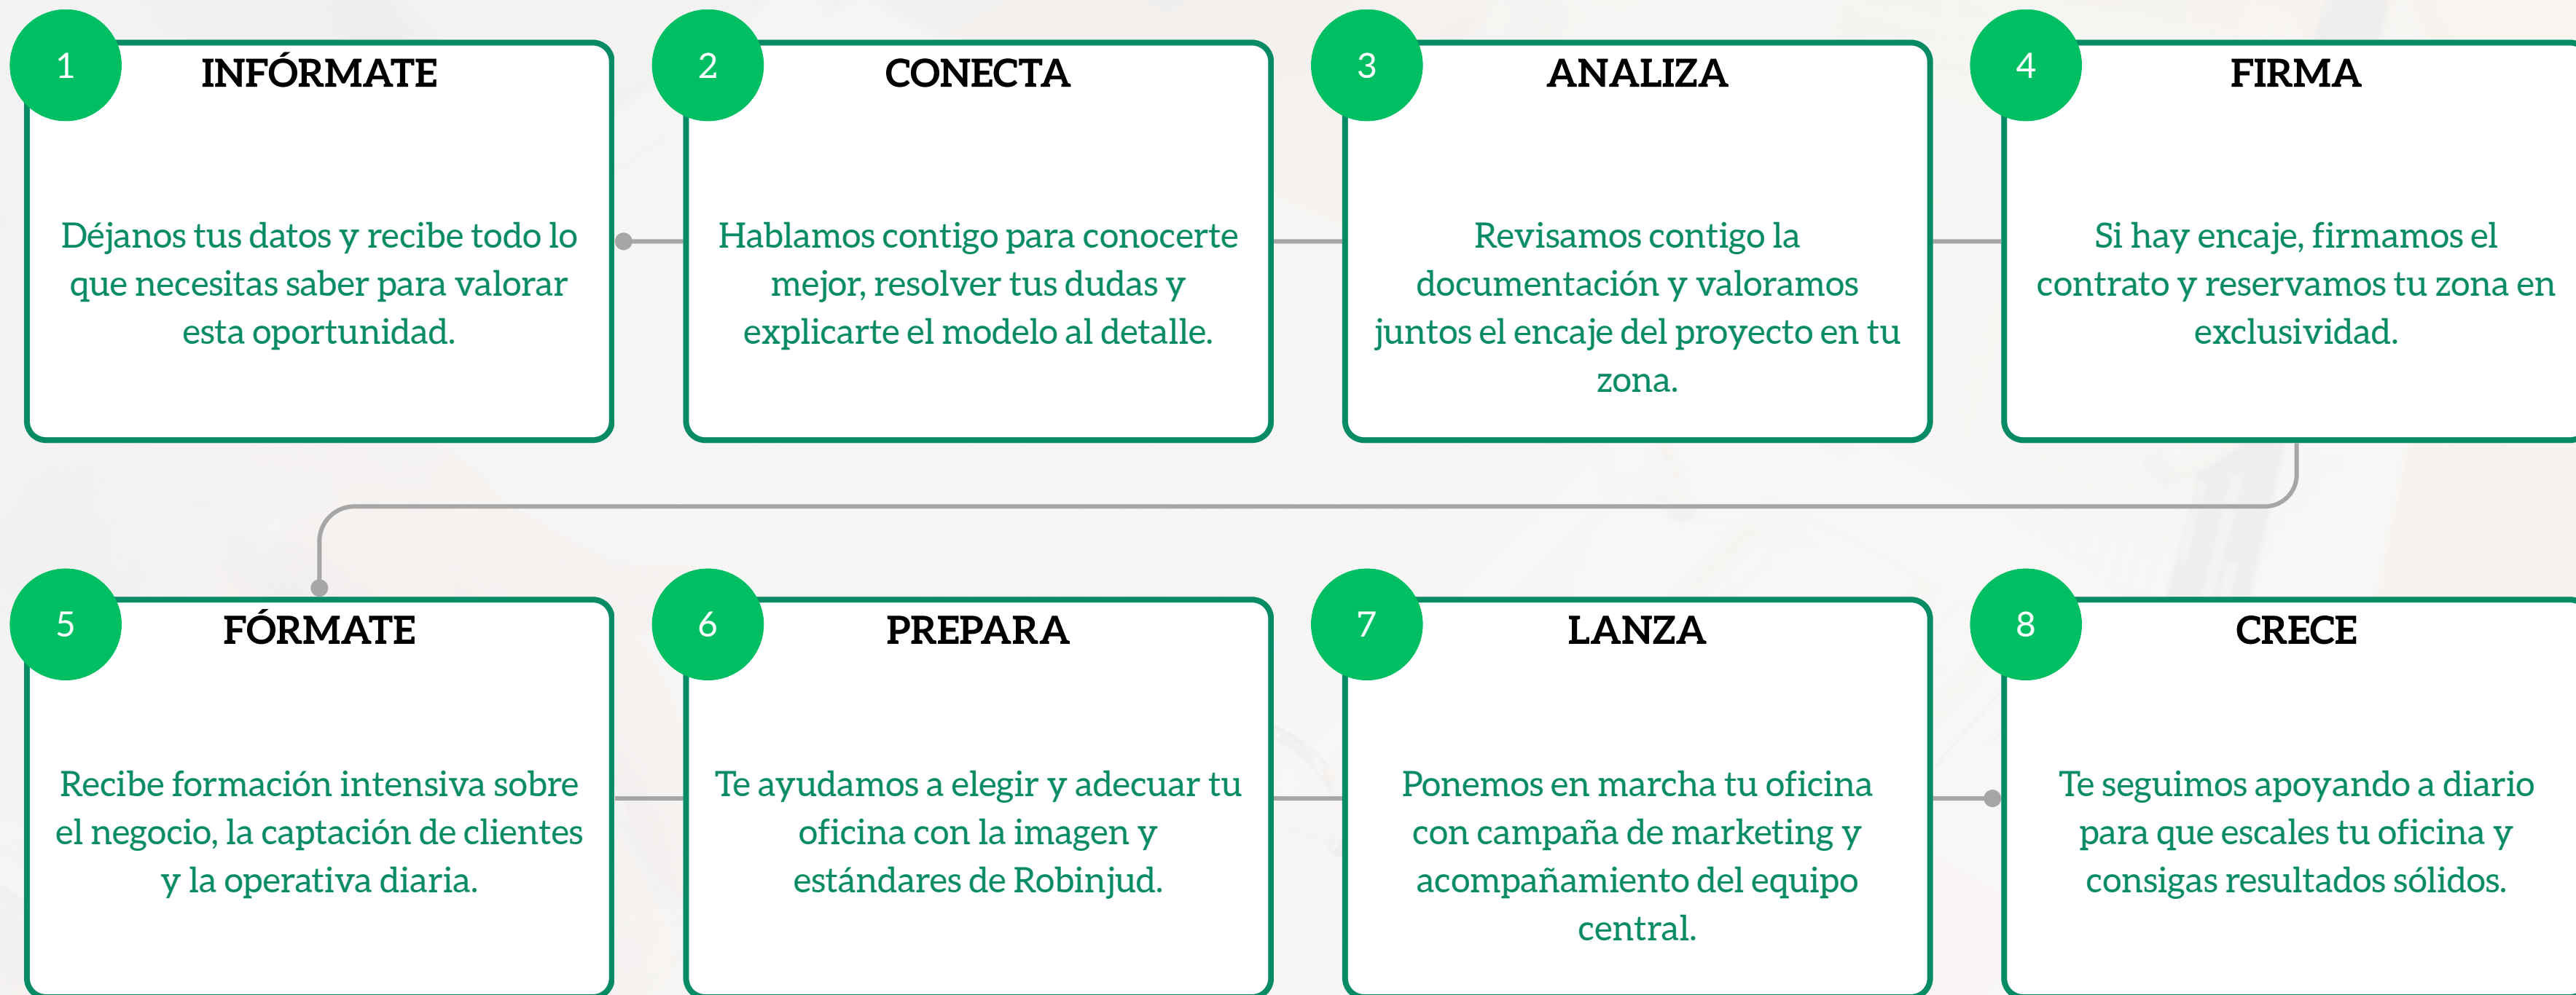 1
INFÓRMATE
Déjanos tus datos y recibe todo lo
que necesitas saber para valorar
esta oportunidad.
2
CONECTA
Hablamos contigo para conocerte
mejor, resolver tus dudas y
explicarte el modelo al detalle.
3
ANALIZA
Revisamos contigo la
documentación y valoramos
juntos el encaje del proyecto en tu
zona.
4
FIRMA
Si hay encaje, firmamos el
contrato y reservamos tu zona en
exclusividad.
5
FÓRMATE
Recibe formación intensiva sobre
el negocio, la captación de clientes
y la operativa diaria.
6
PREPARA
Te ayudamos a elegir y adecuar tu
oficina con la imagen y
estándares de Robinjud.
7
LANZA
Ponemos en marcha tu oficina
con campaña de marketing y
acompañamiento del equipo
central.
8
CRECE
Te seguimos apoyando a diario
para que escales tu oficina y
consigas resultados sólidos.